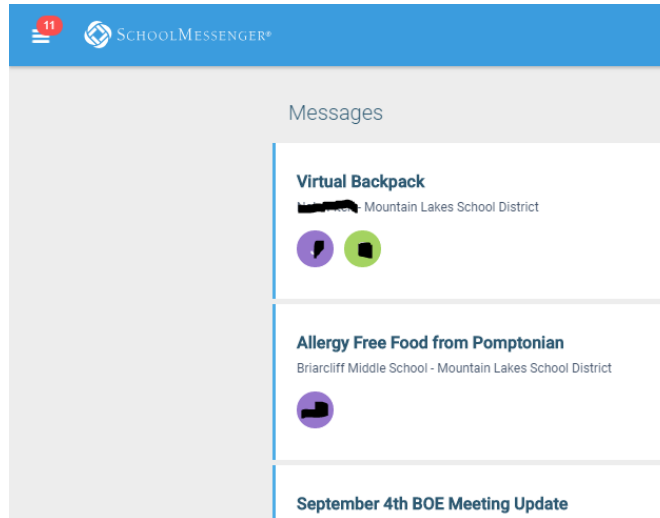 11
SCHOOLMESSENGER®
Messages
Virtual Backpack
- Mountain Lakes School District
Allergy Free Food from Pomptonian
Briarcliff Middle School - Mountain Lakes School District
September 4th BOE Meeting Update